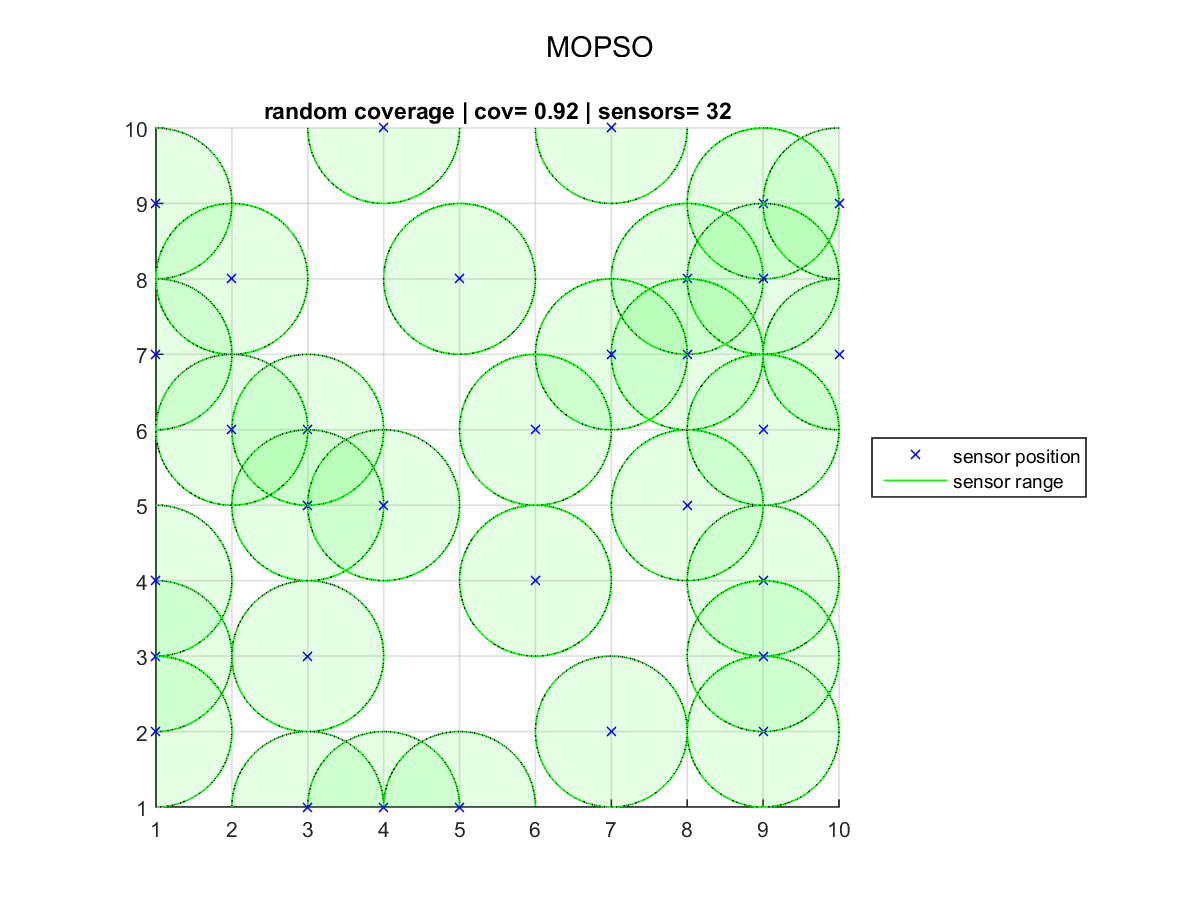 MOPSO
random coverage | cov= 0.92 | sensors= 32
10
9
8
7
6
5
4
3
2
1
1 2 3 4 5 6 7 8 9 10
sensor position
sensor range